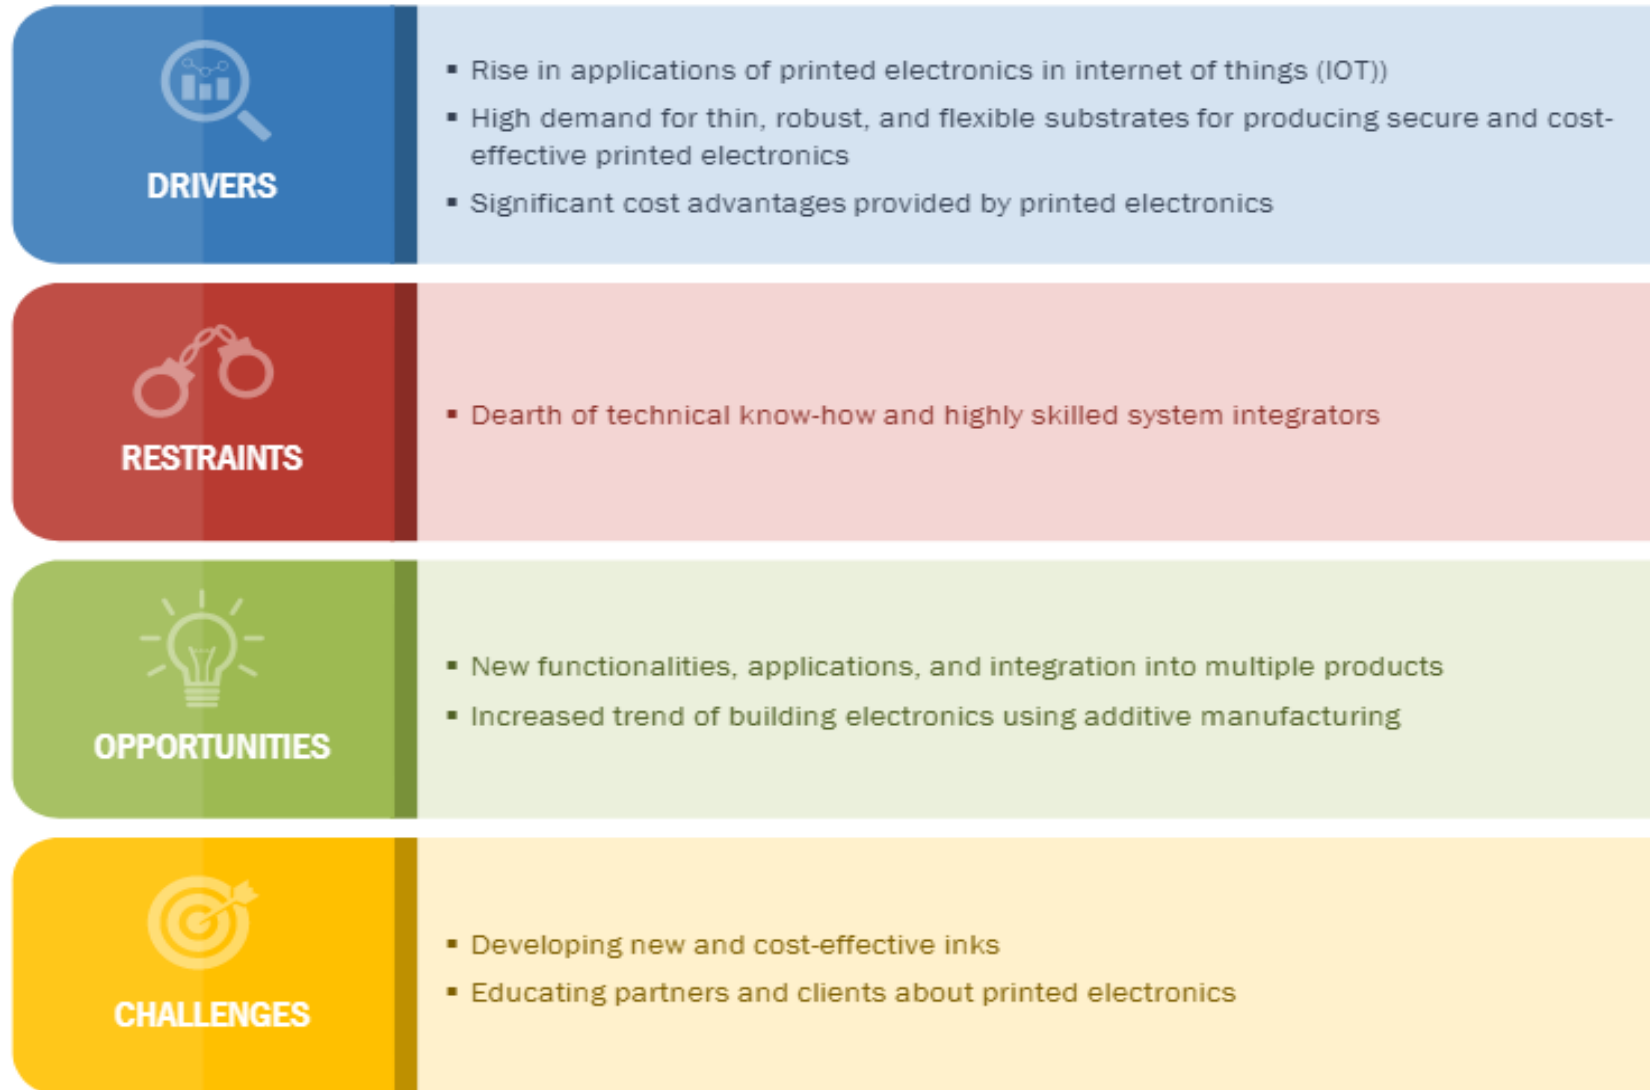 DRIVERS
▪ Rise in applications of printed electronics in internet of things (IOT))
▪ High demand for thin, robust, and flexible substrates for producing secure and cost-
effective printed electronics
▪ Significant cost advantages provided by printed electronics
RESTRAINTS
▪ Dearth of technical know-how and highly skilled system integrators
OPPORTUNITIES
▪ New functionalities, applications, and integration into multiple products
▪ Increased trend of building electronics using additive manufacturing
CHALLENGES
▪ Developing new and cost-effective inks
▪ Educating partners and clients about printed electronics